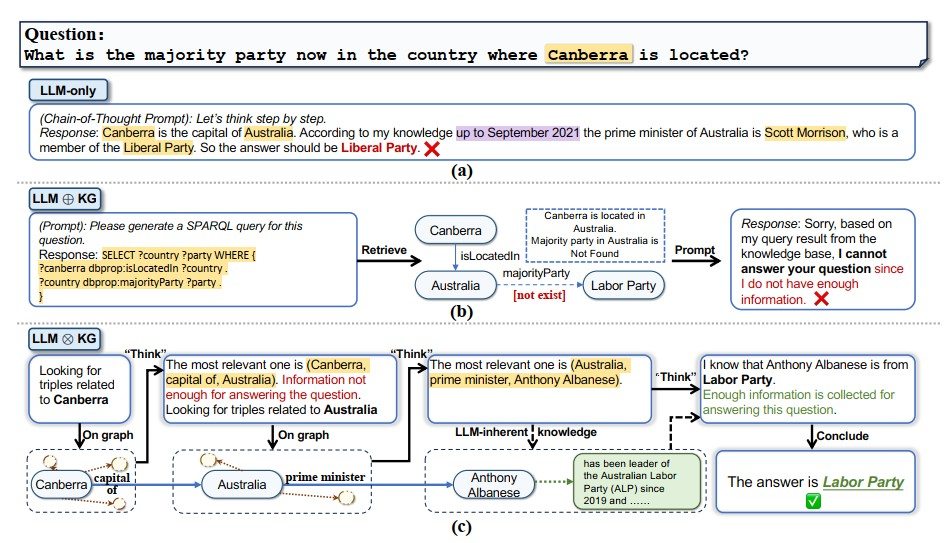 Question:
What is the majority party now in the country where Canberra is located?
LLM-only
(Chain-of-Thought Prompt): Let's think step by step.
Response: Canberra is the capital of Australia. According to my knowledge up to September 2021 the prime minister of Australia is Scott Morrison, who is a
member of the Liberal Party. So the answer should be Liberal Party. ❌
(a)
LLM ⊕ KG
(Prompt): Please generate a SPARQL query for this
question.
Response: SELECT ?country ?party WHERE {
?canberra dbprop:isLocatedIn ?country .
?country dbprop:majorityParty ?party .
}
Retrieve
Canberra
isLocatedIn
Australia
majorityParty
[not exist]
Labor Party
Canberra is located in
Australia.
Majority party in Australia is
Not Found
Prompt
Response: Sorry, based on
my query result from the
knowledge base, I cannot
answer your question since
I do not have enough
information. ❌
(b)
LLM ⊗ KG
Looking for
triples related
to Canberra
"Think"
The most relevant one is (Canberra,
capital of, Australia). Information not
enough for answering the question.
Looking for triples related to Australia
"Think"
The most relevant one is (Australia,
prime minister, Anthony Albanese).
"Think"
I know that Anthony Albanese is from
Labor Party.
Enough information is collected for
answering this question.
On graph
On graph
LLM-inherent knowledge
Conclude
Canberra
capital
of
Australia
prime minister
Anthony
Albanese
has been leader of
the Australian Labor
Party (ALP) since
2019 and ......
The answer is Labor Party
✅
(c)